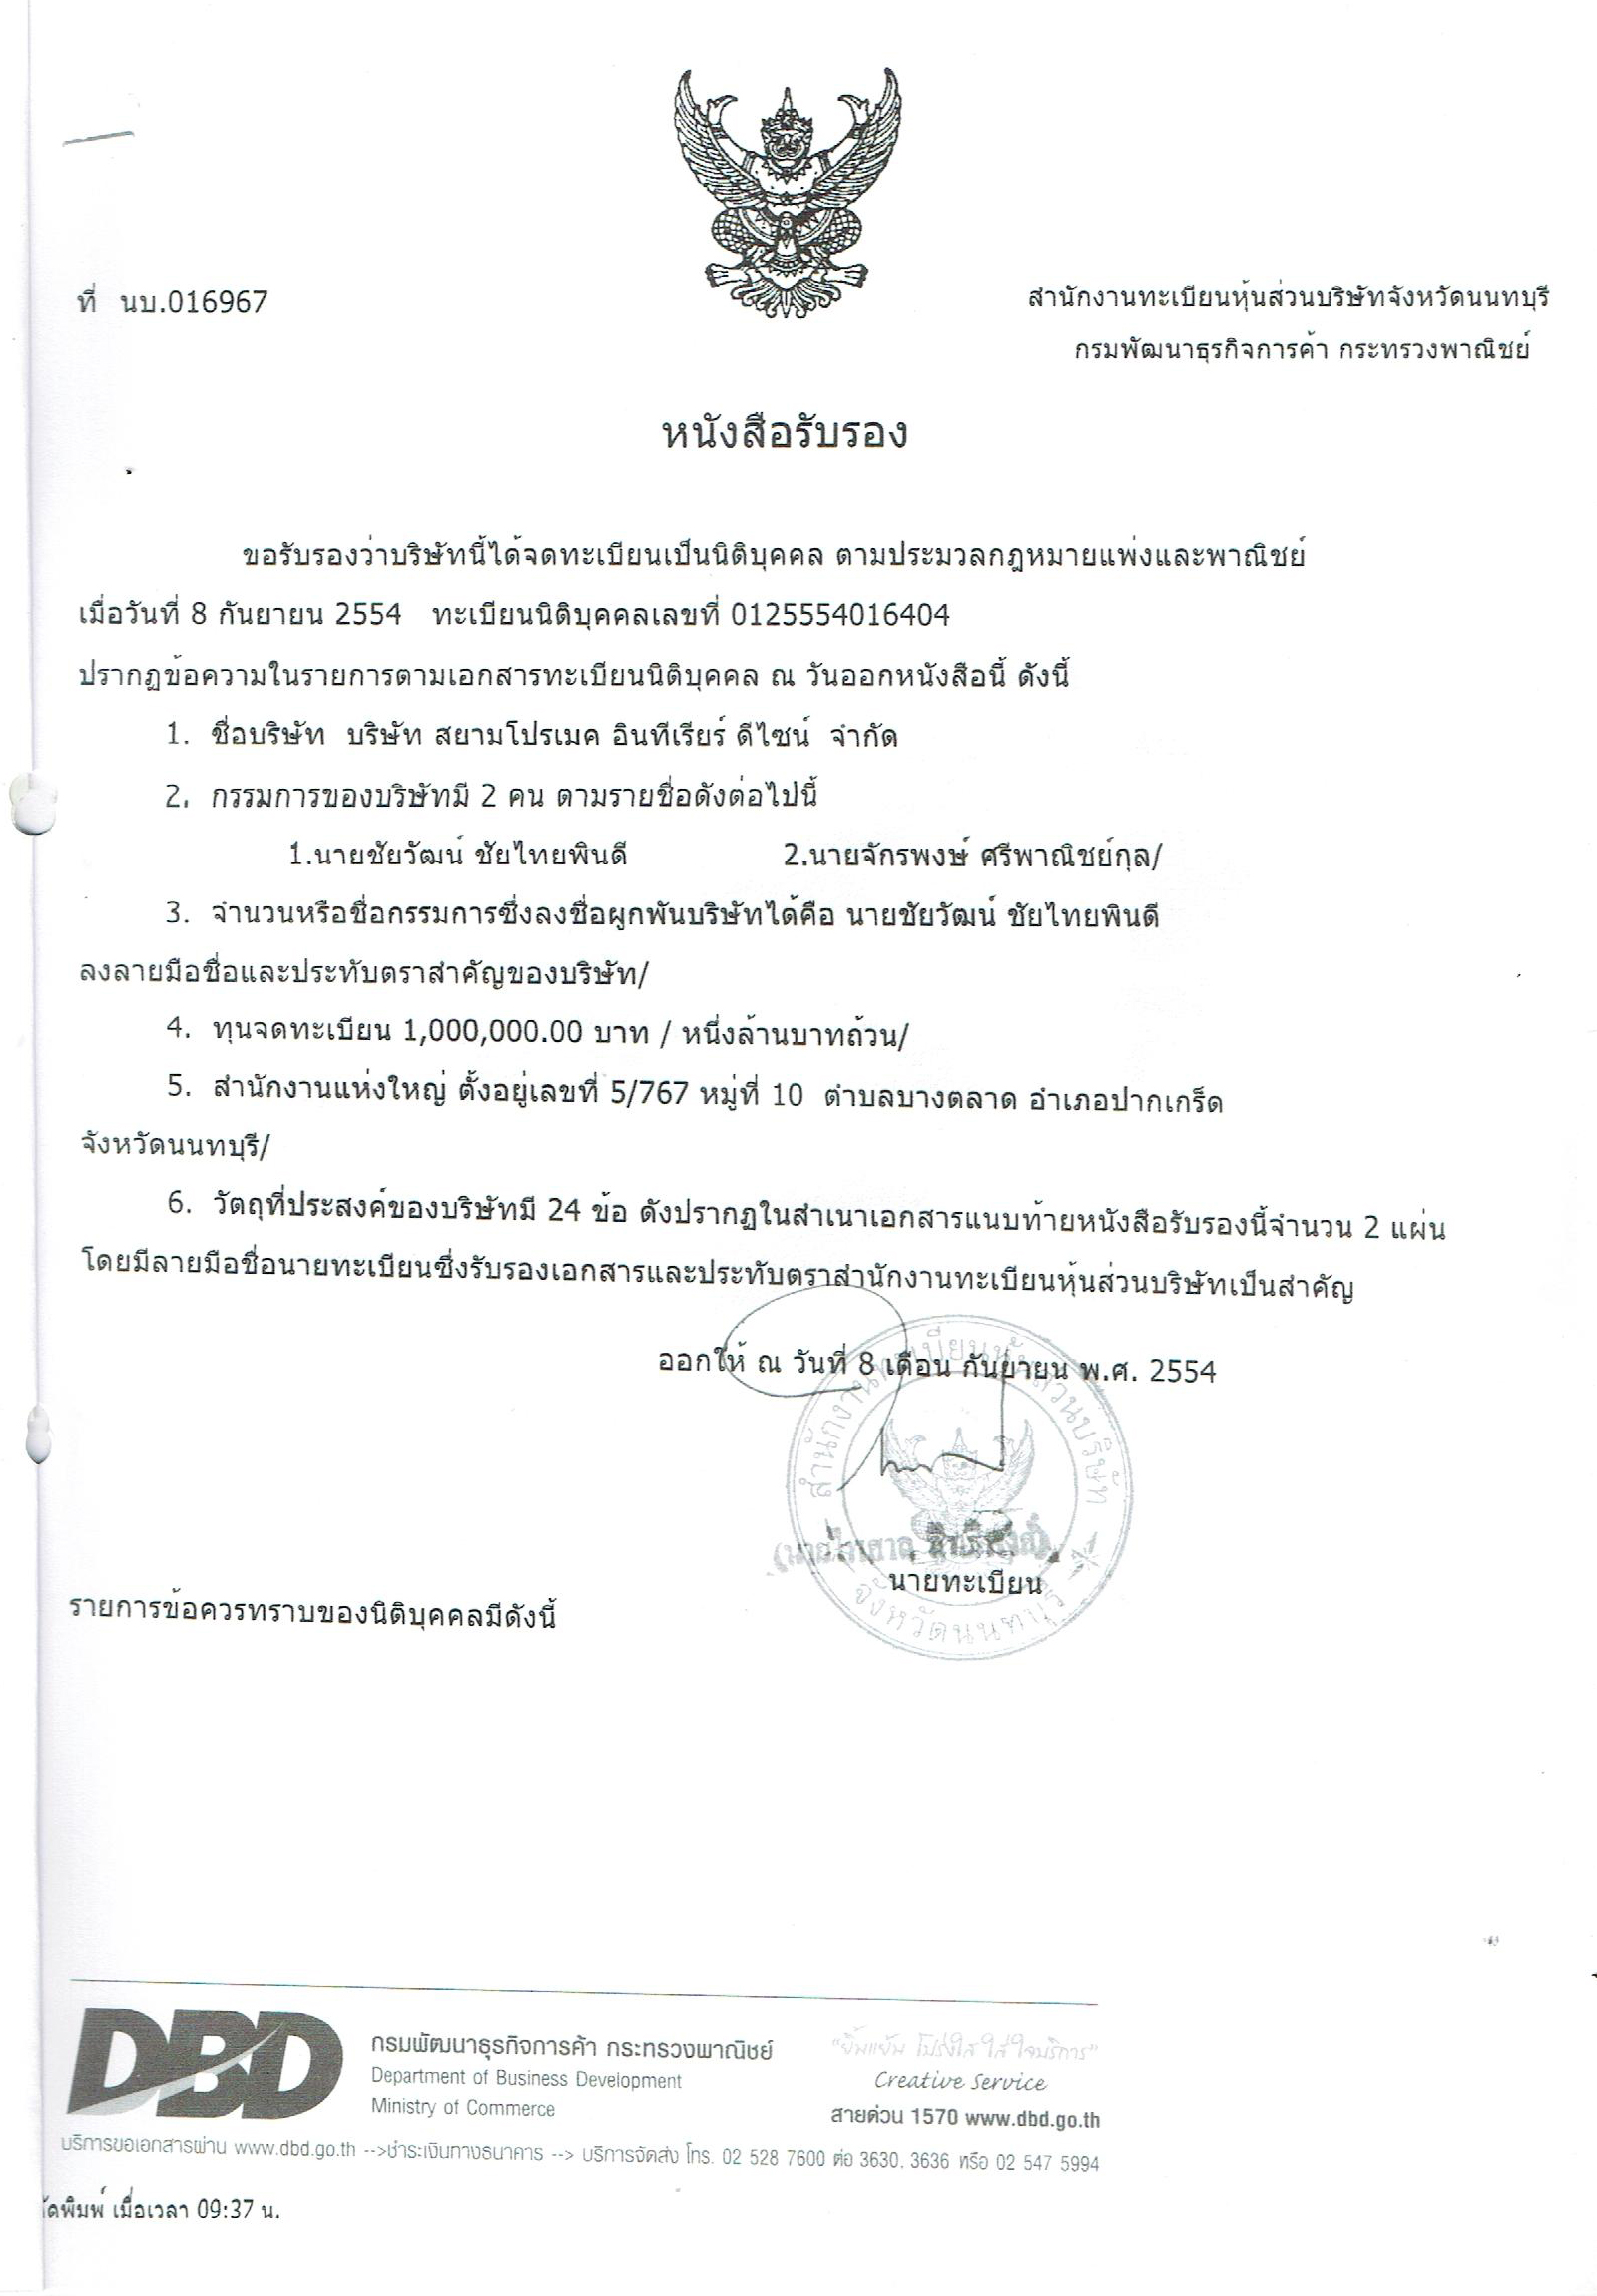 ที่ นบ.016967
สำนักงานทะเบียนหุ้นส่วนบริษัทจังหวัดนนทบุรี
กรมพัฒนาธุรกิจการค้า กระทรวงพาณิชย์
หนังสือรับรอง
ขอรับรองว่าบริษัทนี้ได้จดทะเบียนเป็นนิติบุคคล ตามประมวลกฎหมายแพ่งและพาณิชย์
เมื่อวันที่ 8 กันยายน 2554 ทะเบียนนิติบุคคลเลขที่ 0125554016404
ปรากฏข้อความในรายการตามเอกสารทะเบียนนิติบุคคล ณ วันออกหนังสือนี้ ดังนี้
1. ชื่อบริษัท บริษัท สยามโปรเมค อินทีเรียร์ ดีไซน์ จำกัด
2. กรรมการของบริษัทมี 2 คน ตามรายชื่อดังต่อไปนี้
1.นายชัยวัฒน์ ชัยไทยพินดี 2.นายจักรพงษ์ ศรีพาณิชย์กุล/
3. จำนวนหรือชื่อกรรมการซึ่งลงชื่อผูกพันบริษัทได้คือ นายชัยวัฒน์ ชัยไทยพินดี
ลงลายมือชื่อและประทับตราสำคัญของบริษัท/
4. ทุนจดทะเบียน 1,000,000.00 บาท / หนึ่งล้านบาทถ้วน/
5. สำนักงานแห่งใหญ่ ตั้งอยู่เลขที่ 5/767 หมู่ที่ 10 ตำบลบางตลาด อำเภอปากเกร็ด
จังหวัดนนทบุรี/
6. วัตถุที่ประสงค์ของบริษัทมี 24 ข้อ ดังปรากฏในสำเนาเอกสารแนบท้ายหนังสือรับรองนี้จำนวน 2 แผ่น
โดยมีลายมือชื่อนายทะเบียนซึ่งรับรองเอกสารและประทับตราสำนักงานทะเบียนหุ้นส่วนบริษัทเป็นสำคัญ
ออกให้ ณ วันที่ 8 เดือน กันยายน พ.ศ. 2554
สำนักงานทะเบียนหุ้นส่วนบริษัท
นายทะเบียน
จังหวัดนนทบุรี
รายการข้อควรทราบของนิติบุคคลมีดังนี้
DBD
กรมพัฒนาธุรกิจการค้า กระทรวงพาณิชย์
Department of Business Development
Ministry of Commerce
"ยิ้มแย้ม โปร่งใส ใส่ใจบริการ"
Creative Service
สายด่วน 1570 www.dbd.go.th
บริการขอเอกสารผ่าน www.dbd.go.th -->ชำระเงินทางธนาคาร --> บริการจัดส่ง โทร. 02 528 7600 ต่อ 3630, 3636 หรือ 02 547 5994
พิมพ์ เมื่อเวลา 09:37 น.